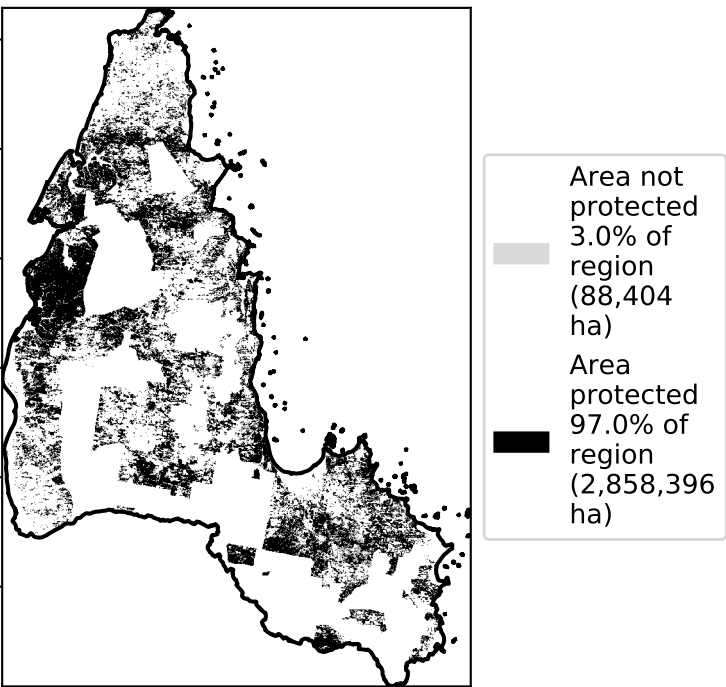 Area not
protected
3.0% of
region
(88,404
ha)
Area
protected
97.0% of
region
(2,858,396
ha)